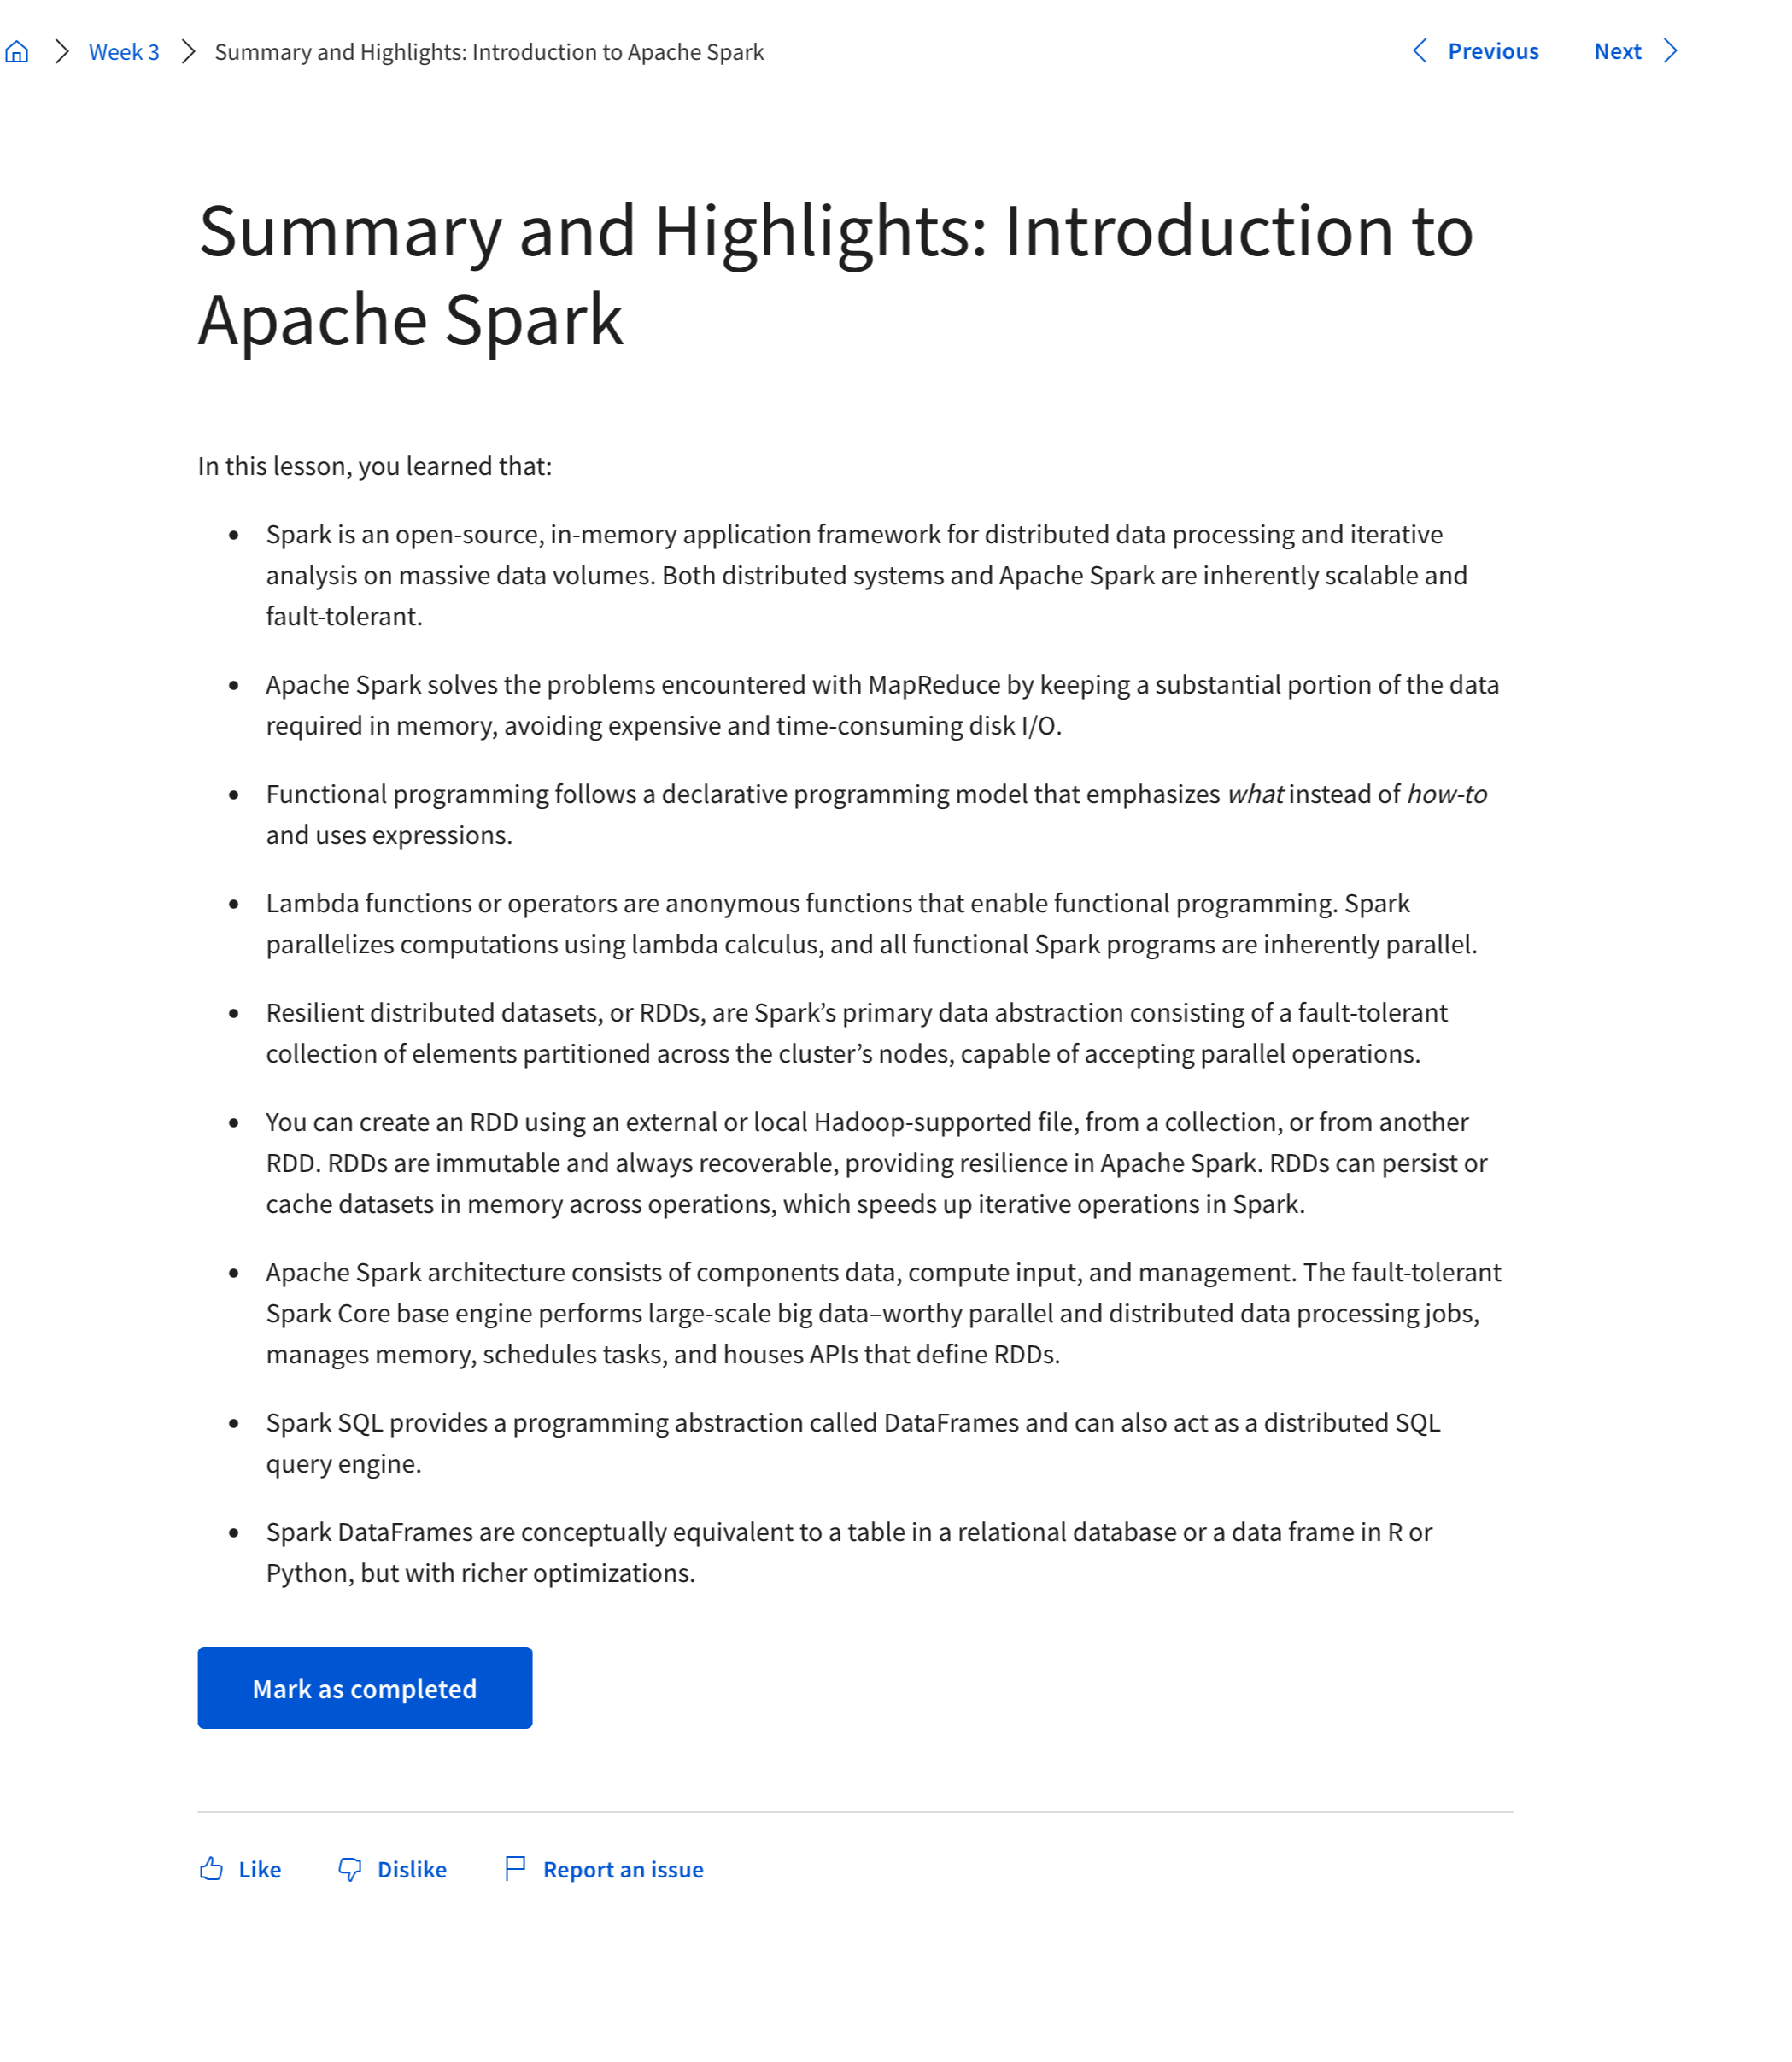 Week 3
Summary and Highlights: Introduction to Apache Spark
Previous
Next
Summary and Highlights: Introduction to
Apache Spark
In this lesson, you learned that:
• Spark is an open-source, in-memory application framework for distributed data processing and iterative
analysis on massive data volumes. Both distributed systems and Apache Spark are inherently scalable and
fault-tolerant.
• Apache Spark solves the problems encountered with MapReduce by keeping a substantial portion of the data
required in memory, avoiding expensive and time-consuming disk I/O.
• Functional programming follows a declarative programming model that emphasizes what instead of how-to
and uses expressions.
• Lambda functions or operators are anonymous functions that enable functional programming. Spark
parallelizes computations using lambda calculus, and all functional Spark programs are inherently parallel.
• Resilient distributed datasets, or RDDs, are Spark’s primary data abstraction consisting of a fault-tolerant
collection of elements partitioned across the cluster’s nodes, capable of accepting parallel operations.
• You can create an RDD using an external or local Hadoop-supported file, from a collection, or from another
RDD. RDDs are immutable and always recoverable, providing resilience in Apache Spark. RDDs can persist or
cache datasets in memory across operations, which speeds up iterative operations in Spark.
• Apache Spark architecture consists of components data, compute input, and management. The fault-tolerant
Spark Core base engine performs large-scale big data–worthy parallel and distributed data processing jobs,
manages memory, schedules tasks, and houses APIs that define RDDs.
• Spark SQL provides a programming abstraction called DataFrames and can also act as a distributed SQL
query engine.
• Spark DataFrames are conceptually equivalent to a table in a relational database or a data frame in R or
Python, but with richer optimizations.
Mark as completed
Like
Dislike
Report an issue